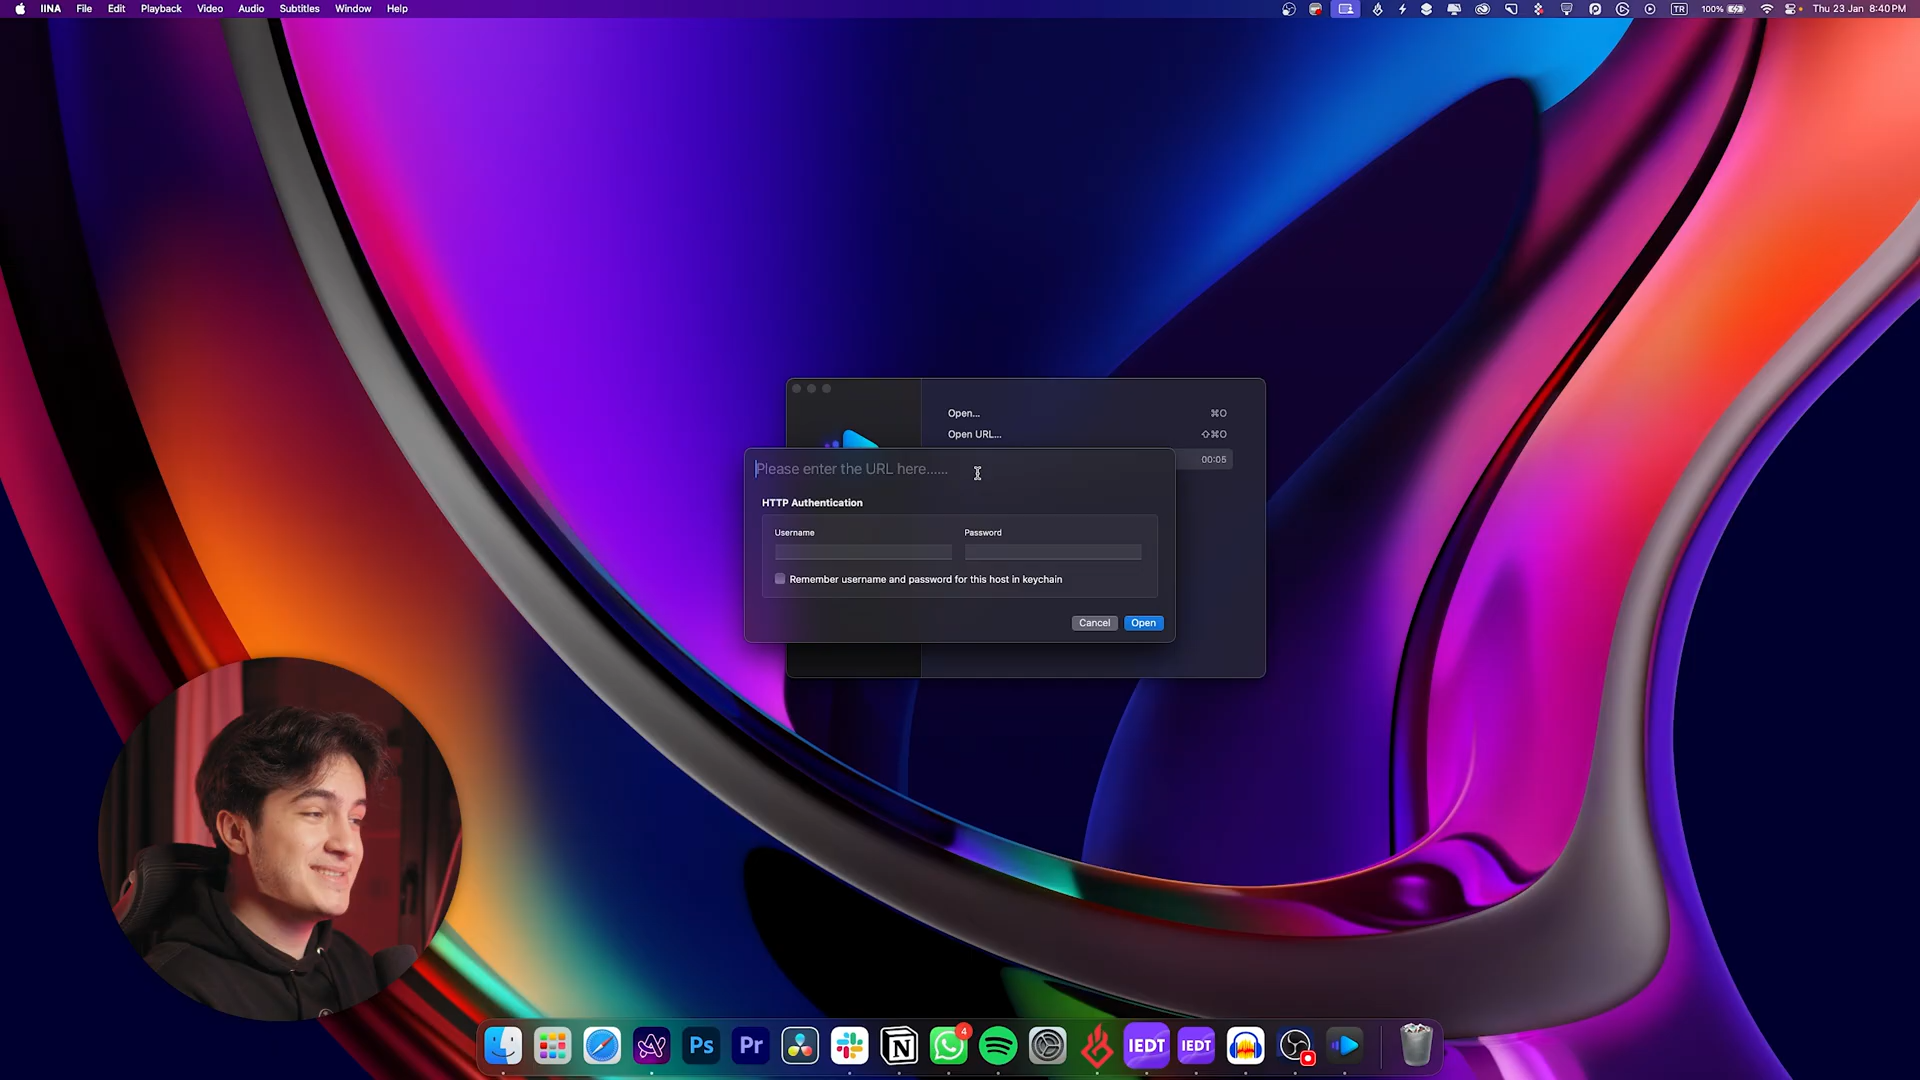 IINA File Edit Playback Video Audio Subtitles Window Help
TR 100% Thu 23 Jan 8:40 PM
Open... ⌘O
Open URL... ⇧⌘O
00:05
Please enter the URL here......
HTTP Authentication
Username Password
Remember username and password for this host in keychain
Cancel Open
Ps Pr N 4 IEDT IEDT